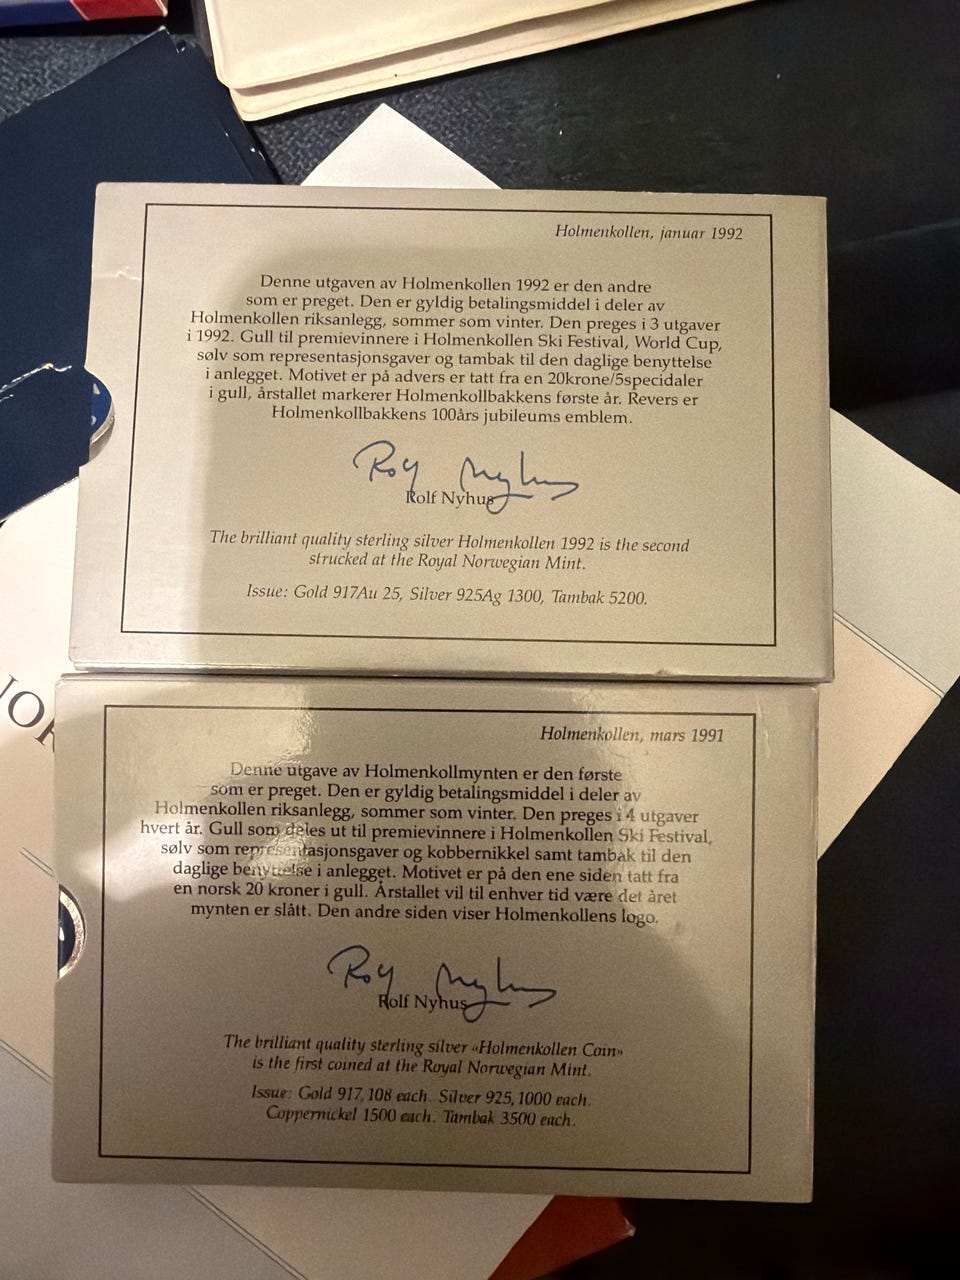 Holmenkollen, januar 1992
Denne utgaven av Holmenkollen 1992 er den andre
som er preget. Den er gyldig betalingsmiddel i deler av
Holmenkollen riksanlegg, sommer som vinter. Den preges i 3 utgaver
i 1992. Gull til premievinnere i Holmenkollen Ski Festival, World Cup,
sølv som representasjonsgaver og tambak til den daglige benyttelse
i anlegget. Motivet er på advers er tatt fra en 20krone/5specidaler
i gull, årstallet markerer Holmenkollbakkens første år. Revers er
Holmenkollbakkens 100års jubileums emblem.
Rolf Nyhus
Rolf Nyhus
The brilliant quality sterling silver Holmenkollen 1992 is the second
strucked at the Royal Norwegian Mint.
Issue: Gold 917Au 25, Silver 925Ag 1300, Tambak 5200.
Holmenkollen, mars 1991
Denne utgave av Holmenkollmynten er den første
som er preget. Den er gyldig betalingsmiddel i deler av
Holmenkollen riksanlegg, sommer som vinter. Den preges i 4 utgaver
hvert år. Gull som deles ut til premievinnere i Holmenkollen Ski Festival,
sølv som representasjonsgaver og kobbernikkel samt tambak til den
daglige benyttelse i anlegget. Motivet er på den ene siden tatt fra
en norsk 20 kroner i gull. Årstallet vil til enhver tid være det året
mynten er slått. Den andre siden viser Holmenkollens logo.
Rolf Nyhus
Rolf Nyhus
The brilliant quality sterling silver «Holmenkollen Coin»
is the first coined at the Royal Norwegian Mint.
Issue: Gold 917, 108 each. Silver 925, 1000 each.
Coppernickel 1500 each. Tambak 3500 each.